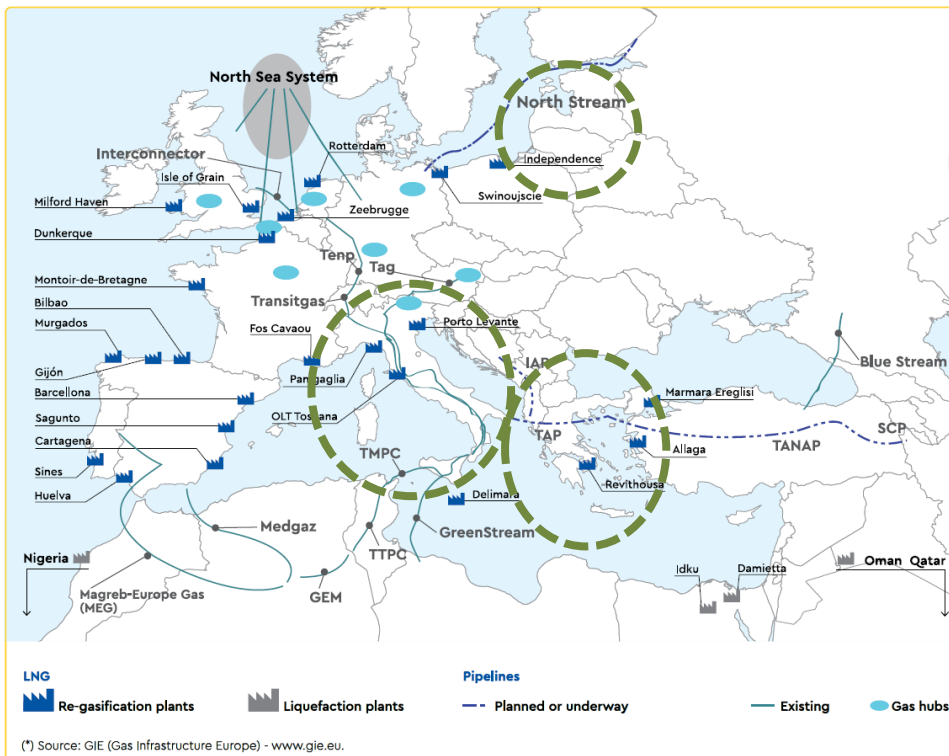 North Sea System
North Stream
Interconnector
Rotterdam
Independence
Isle of Grain
Swinoujscie
Milford Haven
Zeebrugge
Dunkerque
Tenp
Tag
Montoir-de-Bretagne
Transitgas
Bilbao
Murgados
Fos Cavaou
Porto Levante
Gijón
Panigaglia
IAP
Blue Stream
Barcellona
Marmara Ereglisi
OLT Toscana
Sagunto
TAP
TANAP
SCP
Cartagena
TMPC
Allaga
Sines
Revithousa
Huelva
Delimara
Medgaz
GreenStream
TTPC
Nigeria
Idku
Damietta
Oman Qatar
Magreb-Europe Gas
(MEG)
GEM
LNG
Pipelines
Re-gasification plants
Liquefaction plants
Planned or underway
Existing
Gas hubs
(*) Source: GIE (Gas Infrastructure Europe) - www.gie.eu.